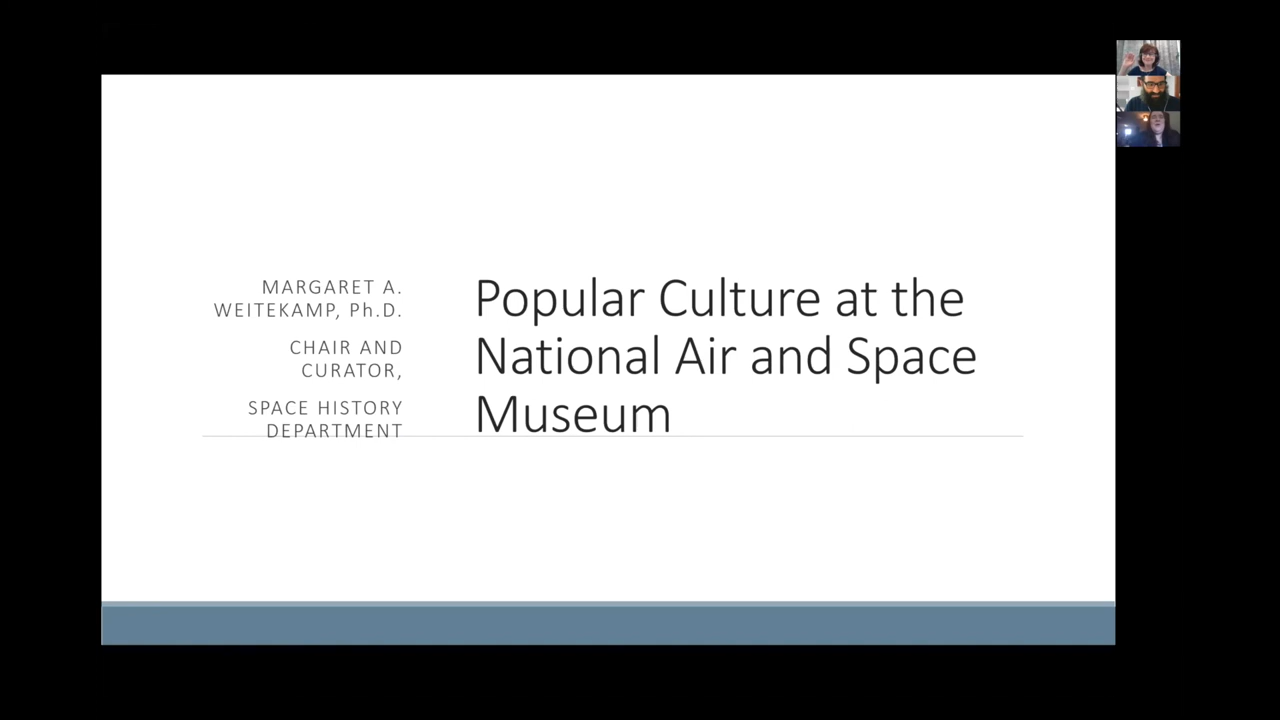 MARGARET A.
WEITEKAMP, Ph.D.
CHAIR AND
CURATOR,
SPACE HISTORY
DEPARTMENT
Popular Culture at the
National Air and Space
Museum